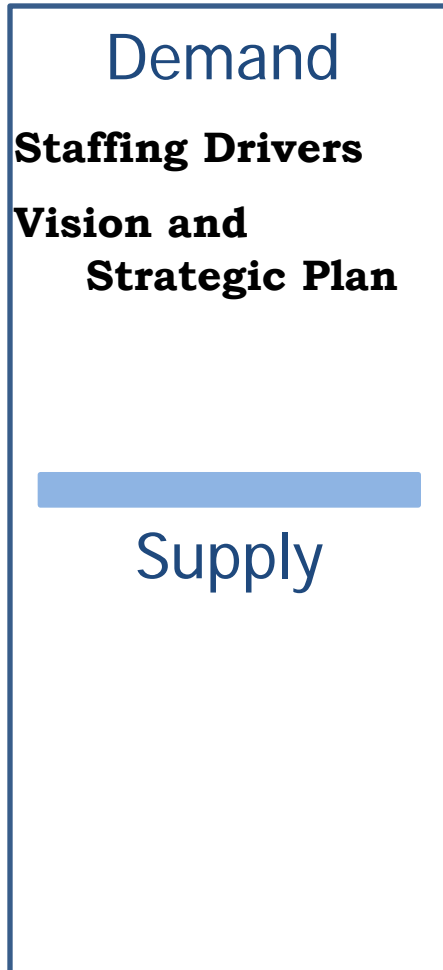 Demand
Staffing Drivers
Vision and
Strategic Plan
Supply